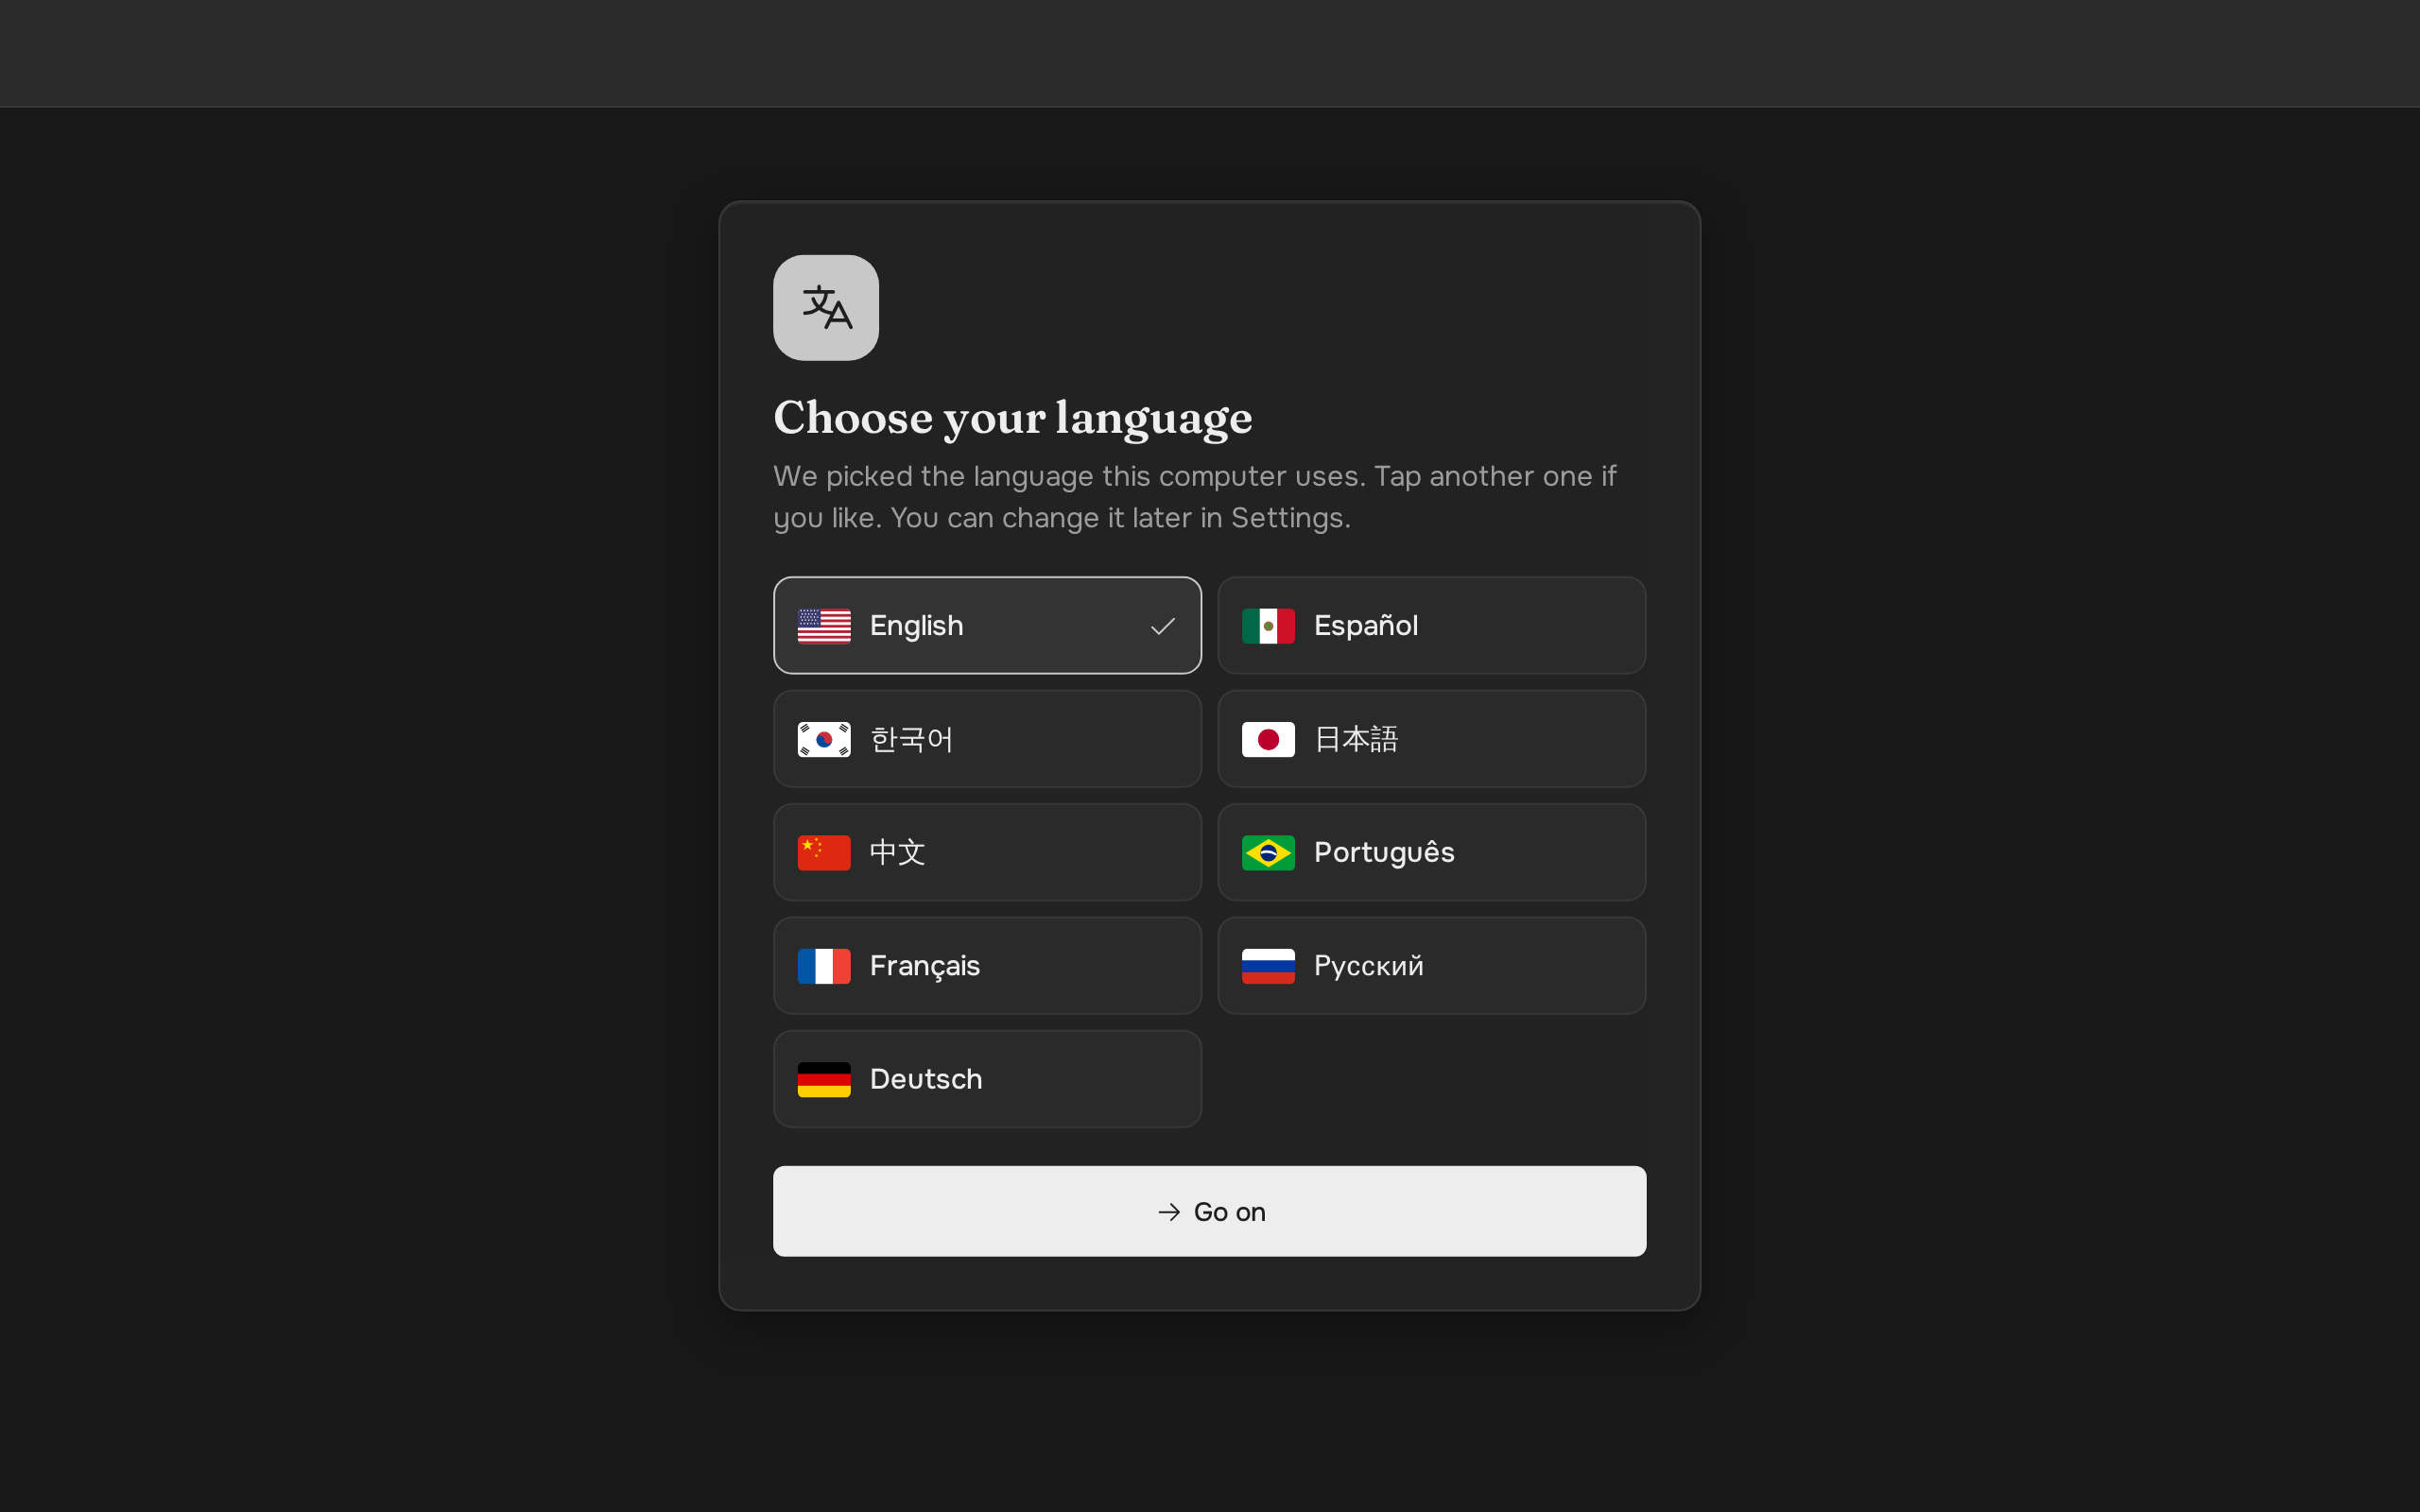 Choose your language
We picked the language this computer uses. Tap another one if
you like. You can change it later in Settings.
English
Español
한국어
日本語
中文
Português
Français
Русский
Deutsch
Go on